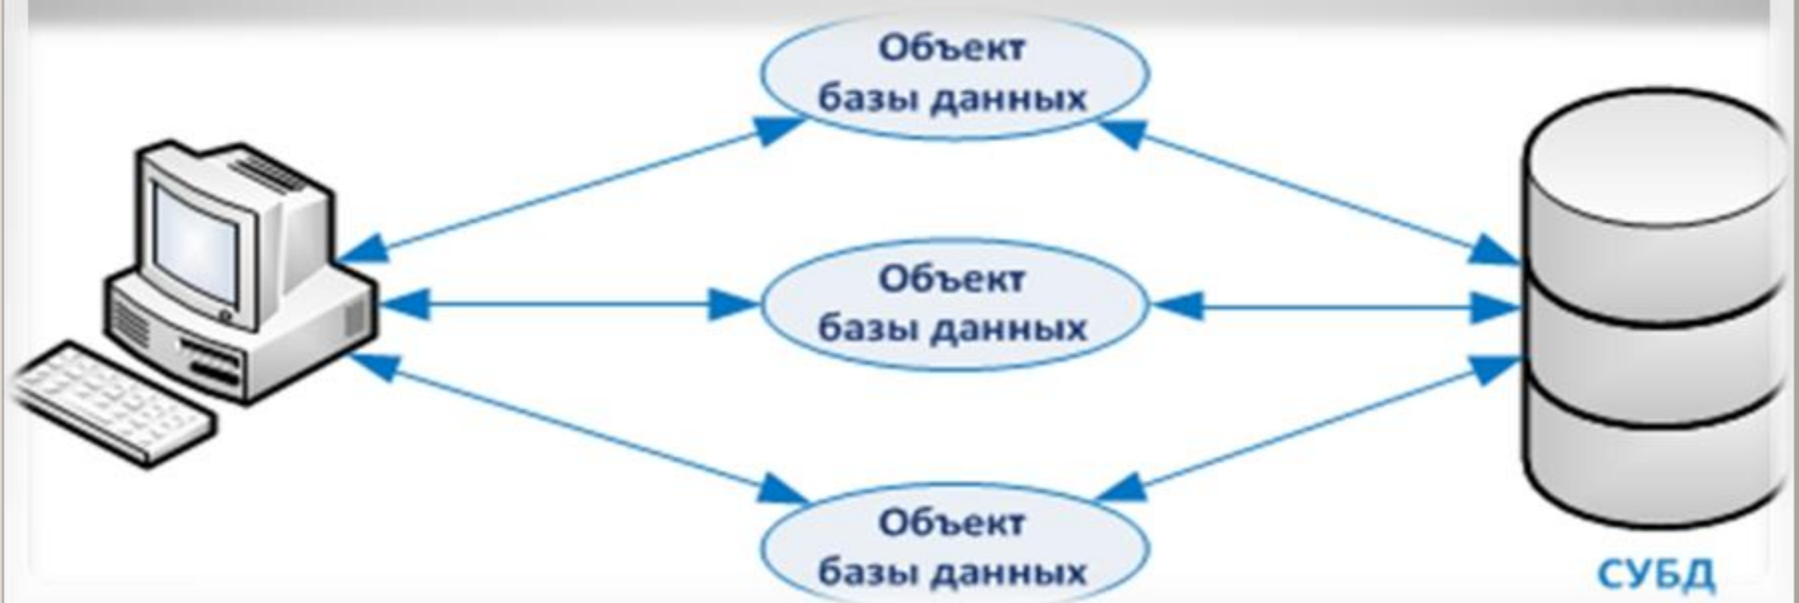 Объект
базы данных
Объект
базы данных
Объект
базы данных
СУБД